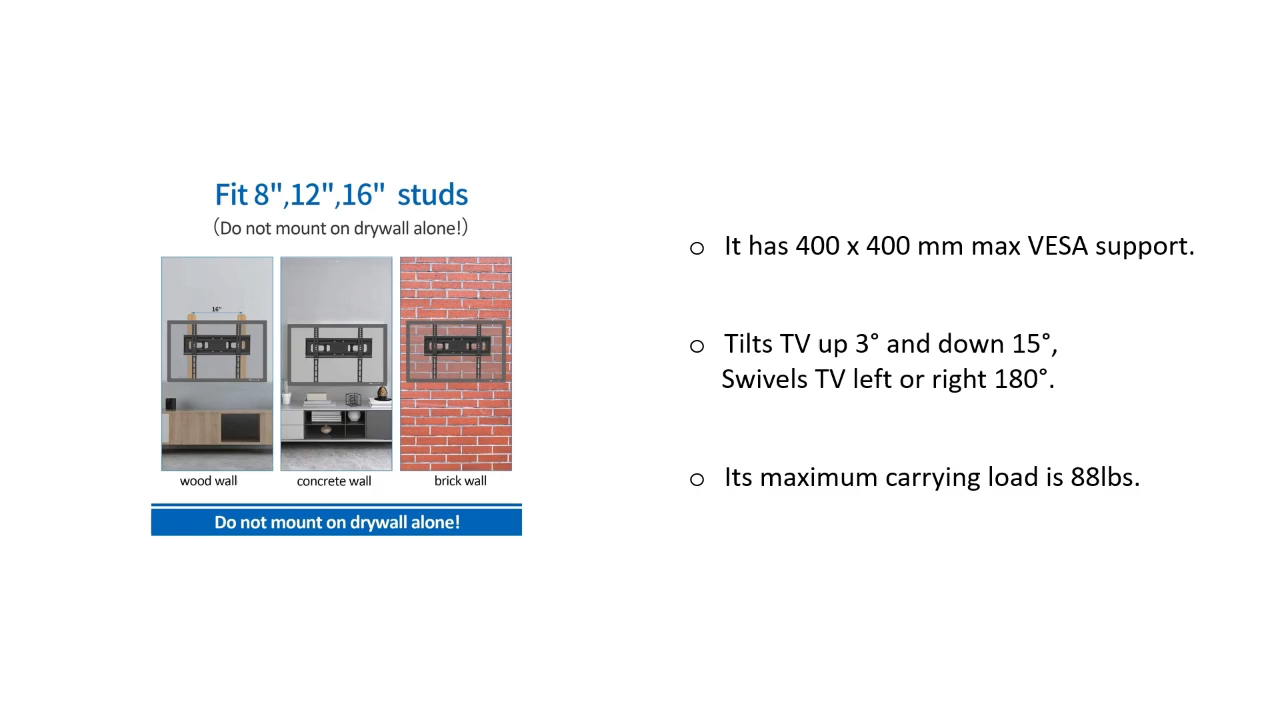 Fit 8",12",16" studs
(Do not mount on drywall alone!)
16"
wood wall
concrete wall
brick wall
Do not mount on drywall alone!
o It has 400 x 400 mm max VESA support.
o Tilts TV up 3° and down 15°,
Swivels TV left or right 180°.
o Its maximum carrying load is 88lbs.